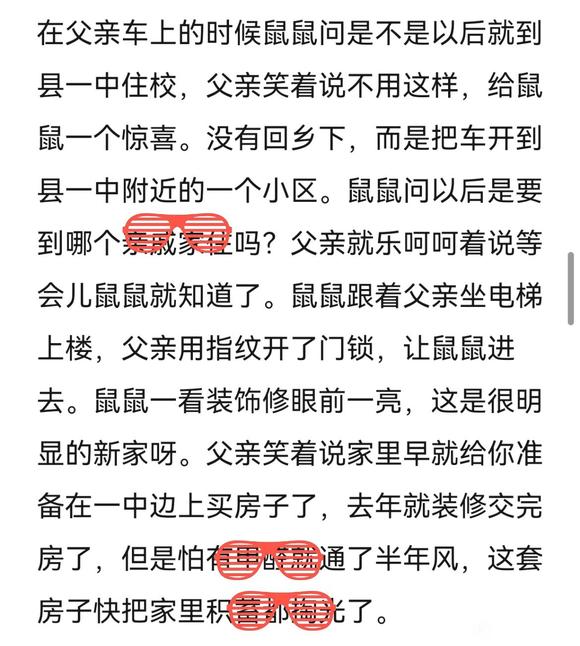 在父亲车上的时候鼠鼠问是不是以后就到
县一中住校，父亲笑着说不用这样，给鼠
鼠一个惊喜。没有回乡下，而是把车开到
县一中附近的一个小区。鼠鼠问以后是要
到哪个亲戚家住吗？父亲就乐呵呵着说等
会儿鼠鼠就知道了。鼠鼠跟着父亲坐电梯
上楼，父亲用指纹开了门锁，让鼠鼠进
去。鼠鼠一看装饰修眼前一亮，这是很明
显的新家呀。父亲笑着说家里早就给你准
备在一中边上买房子了，去年就装修交完
房了，但是怕有甲醛就通了半年风，这套
房子快把家里积蓄都掏光了。